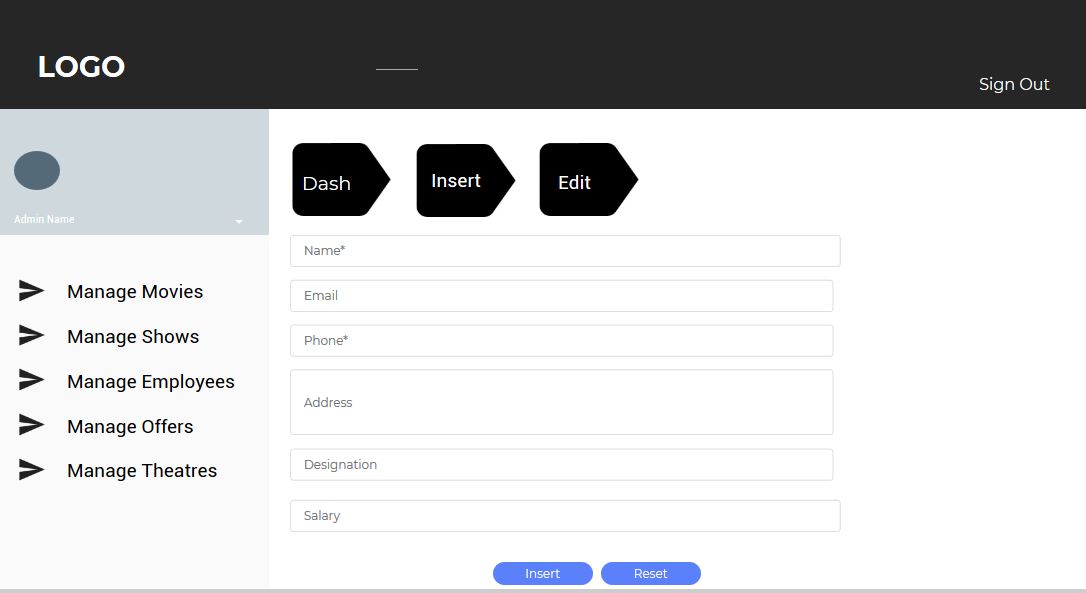 LOGO
Sign Out
Admin Name
Manage Movies
Manage Shows
Manage Employees
Manage Offers
Manage Theatres
Dash
Insert
Edit
Name*
Email
Phone*
Address
Designation
Salary
Insert
Reset